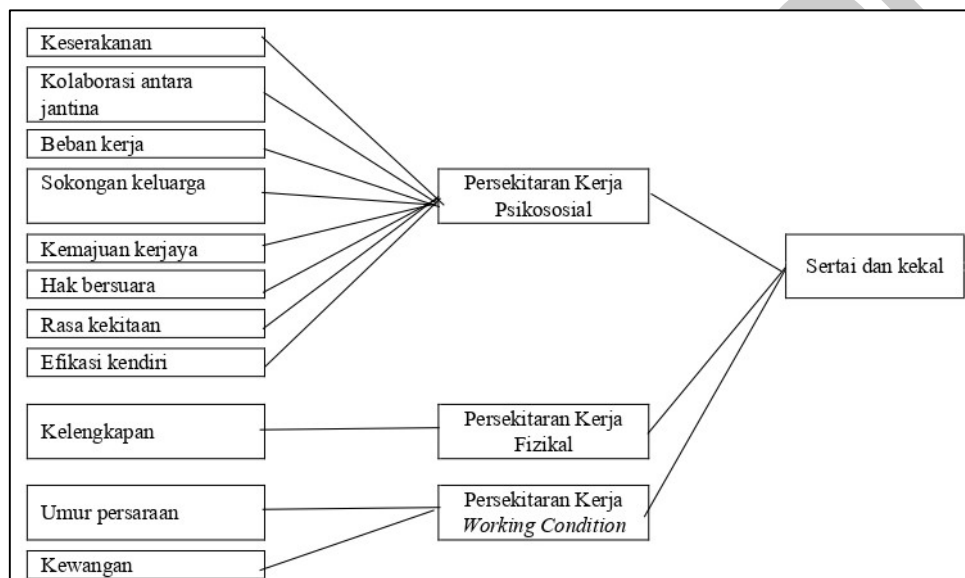 Keserakanan
Kolaborasi antara
jantina
Beban kerja
Sokongan keluarga
Kemajuan kerjaya
Hak bersuara
Rasa kekitaan
Efikasi kendiri
Kelengkapan
Umur persaraan
Kewangan
Persekitaran Kerja
Psikososial
Persekitaran Kerja
Fizikal
Persekitaran Kerja
Working Condition
Sertai dan kekal